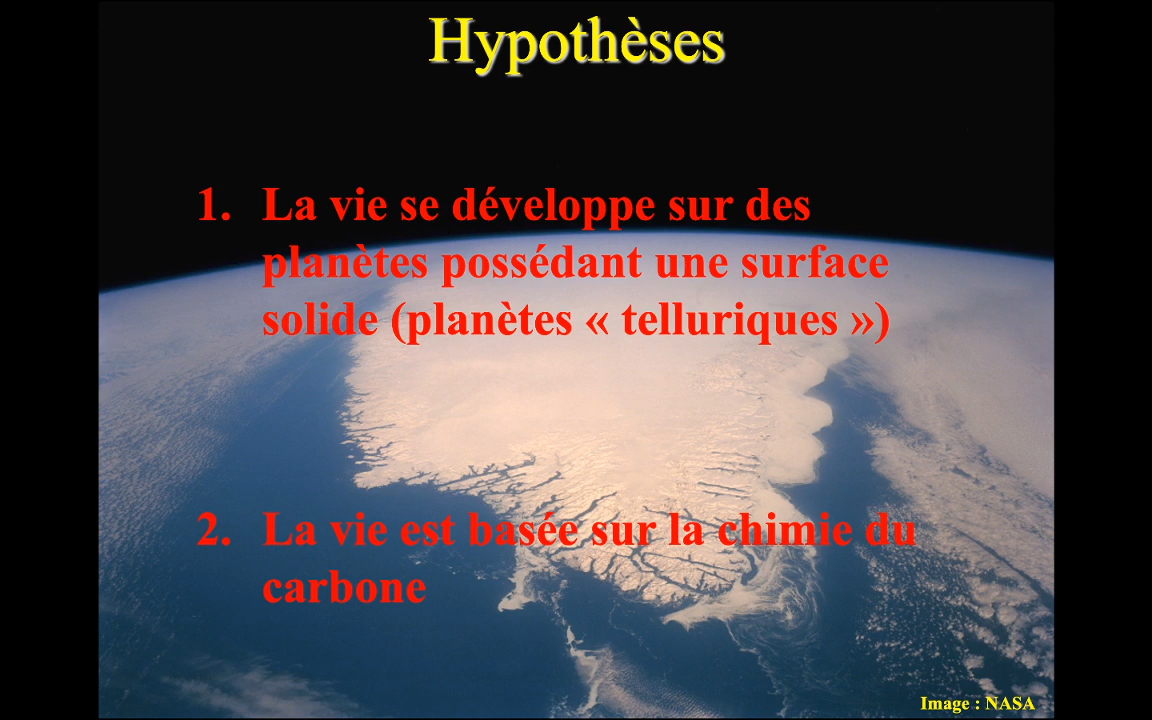 Hypothèses
1. La vie se développe sur des
planètes possédant une surface
solide (planètes « telluriques »)
2. La vie est basée sur la chimie du
carbone
Image : NASA